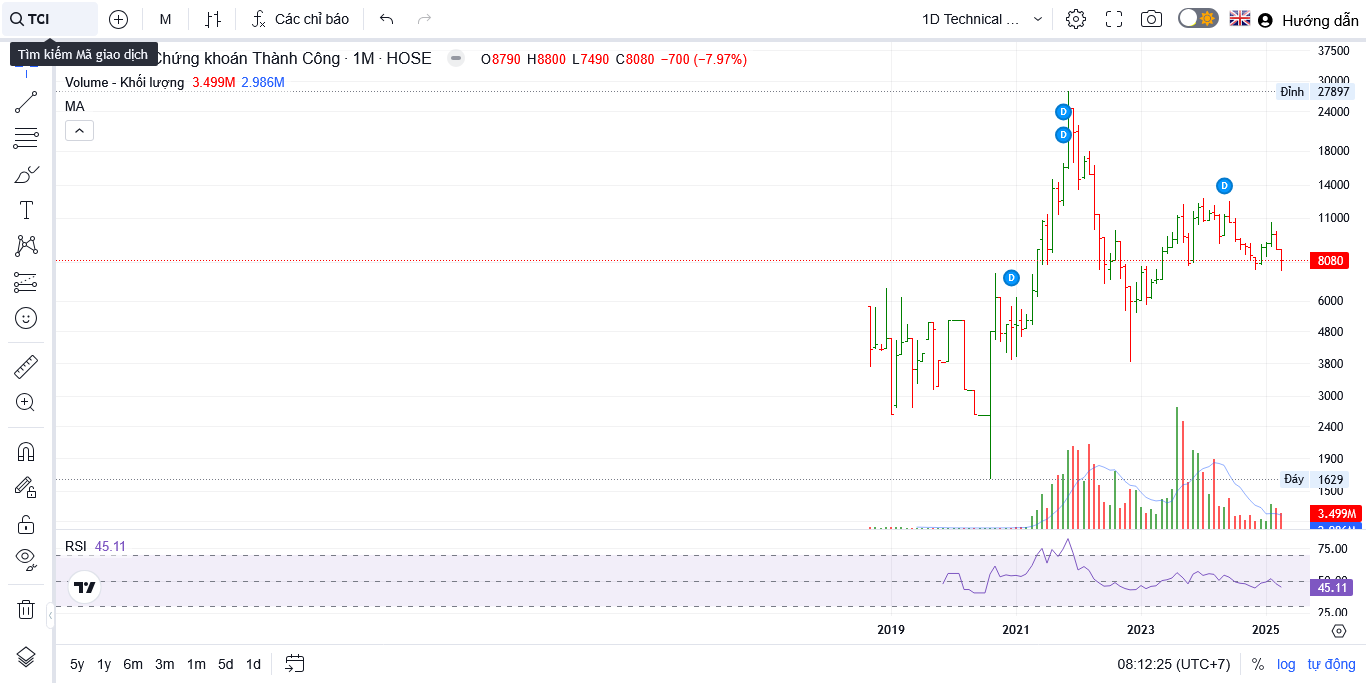 TCI
M
Các chỉ báo
1D Technical ...
Hướng dẫn
Tìm kiếm Mã giao dịch
Chứng khoán Thành Công · 1M · HOSE
O8790 H8800 L7490 C8080 −700 (−7.97%)
Volume - Khối lượng 3.499M 2.986M
MA
37500
30000
Đỉnh 27897
24000
18000
14000
11000
8080
6000
4800
3800
3000
2400
1900
Đáy 1629
1500
3.499M
2.986M
D
D
D
D
RSI 45.11
75.00
50.00
45.11
25.00
2019 2021 2023 2025
5y 1y 6m 3m 1m 5d 1d
08:12:25 (UTC+7)
% log tự động